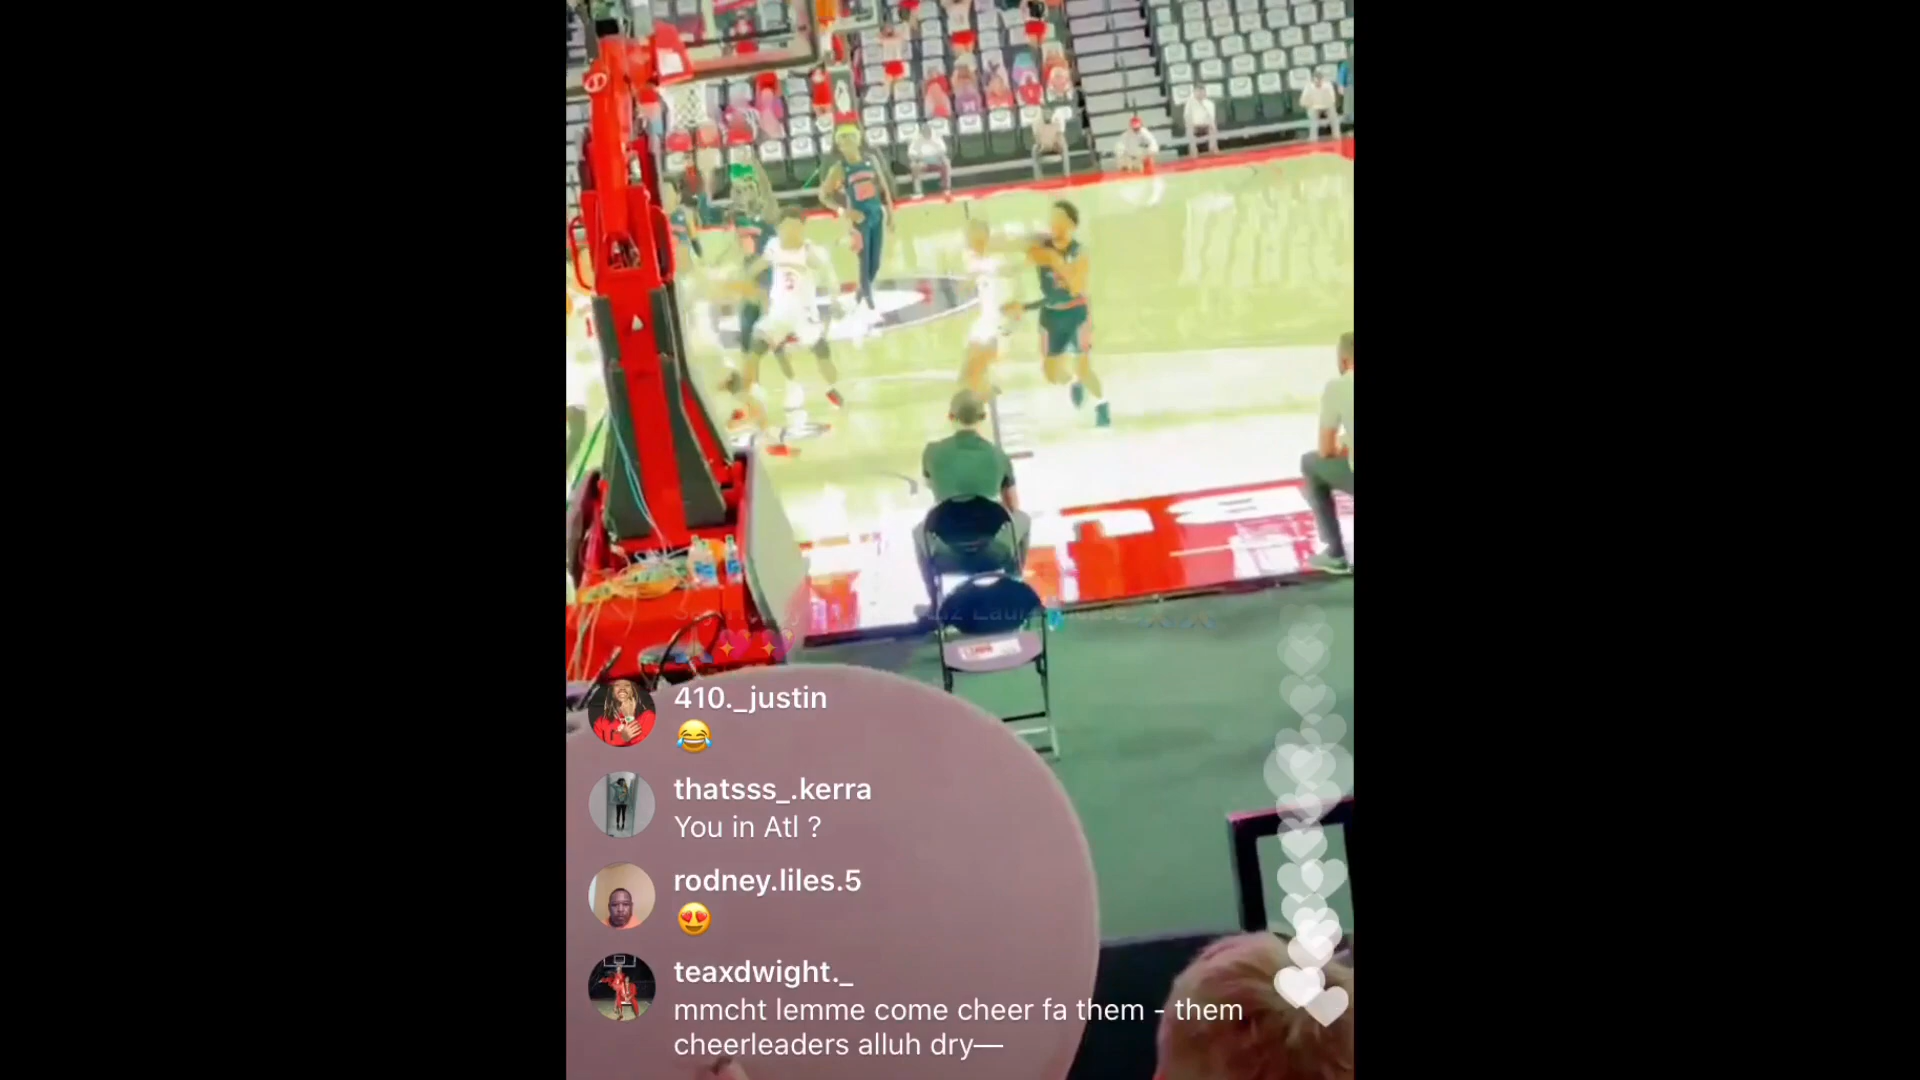 410._justin
😂
thatsss_.kerra
You in Atl ?
rodney.liles.5
😍
teaxdwight._
mmcht lemme come cheer fa them - them
cheerleaders alluh dry—